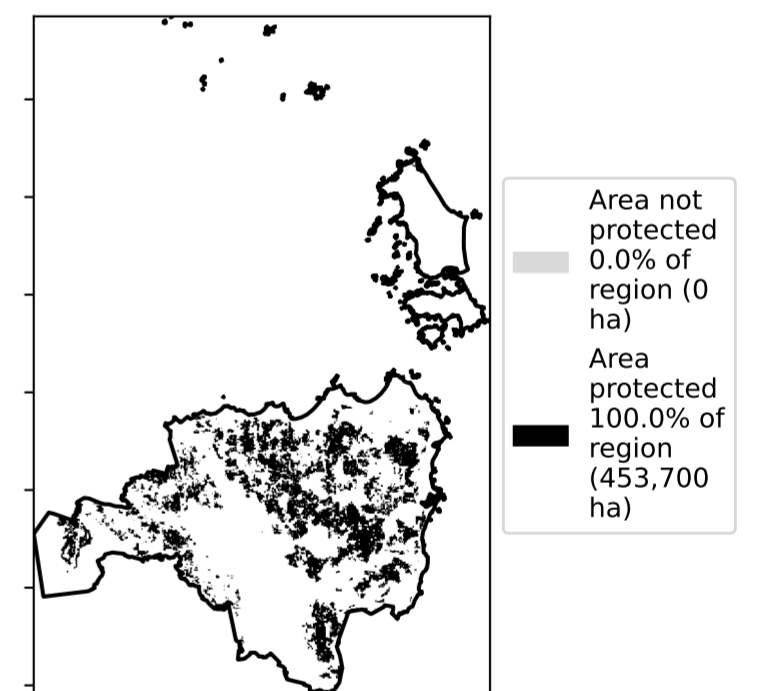 Area not
protected
0.0% of
region (0
ha)
Area
protected
100.0% of
region
(453,700
ha)